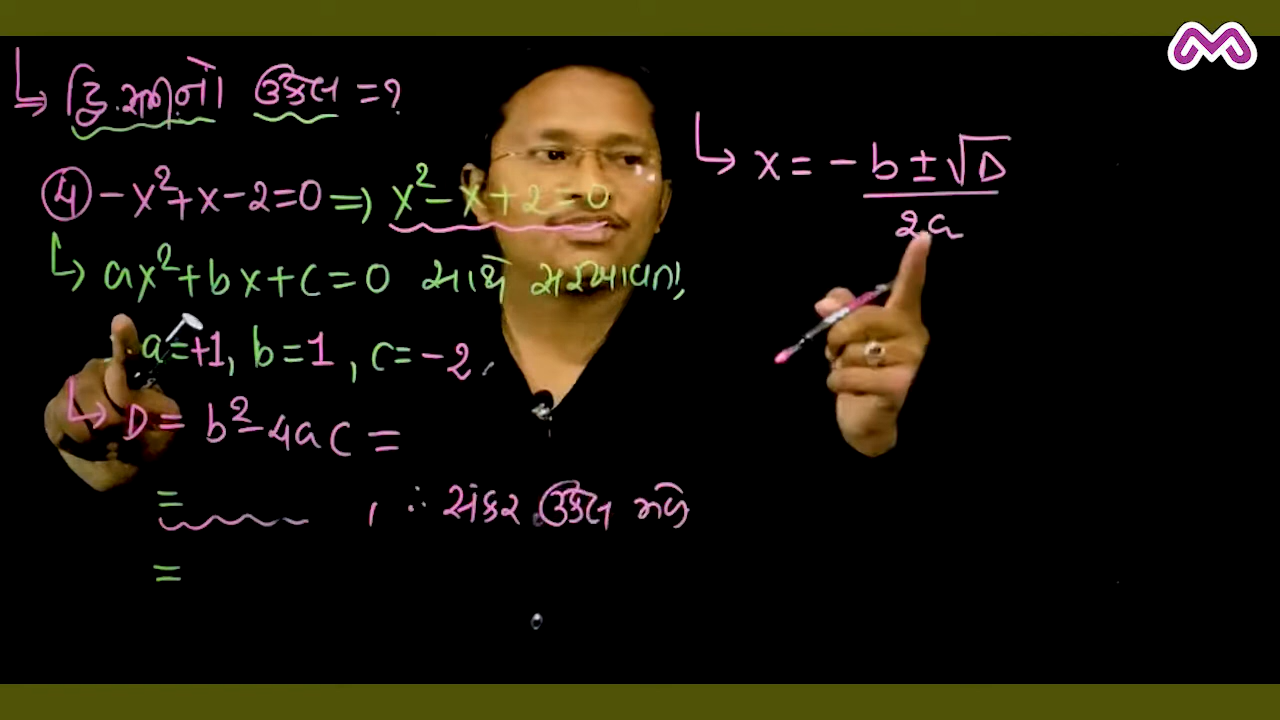 ↳ દ્વિ.સમી.નો ઉકેલ = ?
④ -x²+x-2=0 ⇒ x²-x+2=0
↳ ax²+bx+c=0 સાથે સરખાવતા,
a=+1, b=1, c=-2,
↳ D = b²-4ac =
= , ∴ સંકર ઉકેલ મળે
=
↳ x = -b±√D / 2a